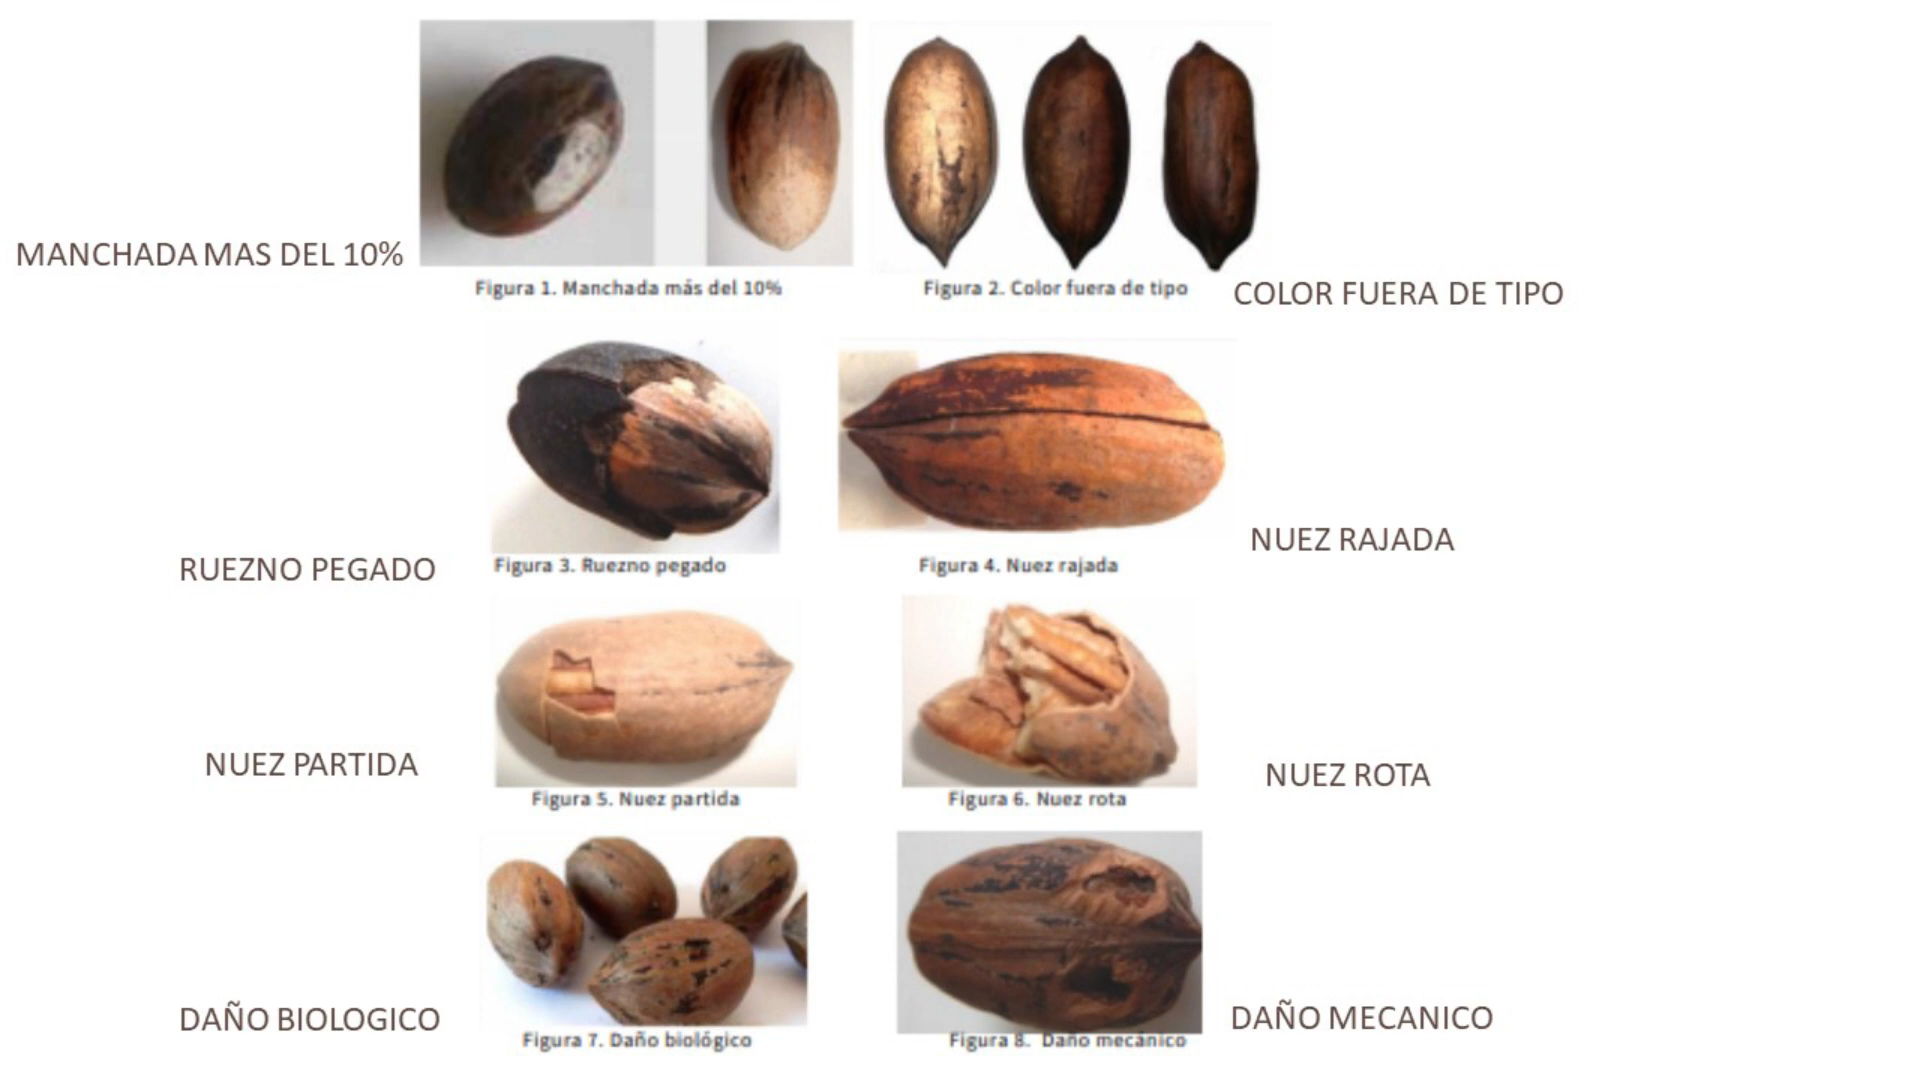 MANCHADA MAS DEL 10%
Figura 1. Manchada más del 10%
Figura 2. Color fuera de tipo
COLOR FUERA DE TIPO
RUEZNO PEGADO
Figura 3. Ruezno pegado
Figura 4. Nuez rajada
NUEZ RAJADA
NUEZ PARTIDA
Figura 5. Nuez partida
Figura 6. Nuez rota
NUEZ ROTA
DAÑO BIOLOGICO
Figura 7. Daño biológico
Figura 8. Daño mecánico
DAÑO MECANICO